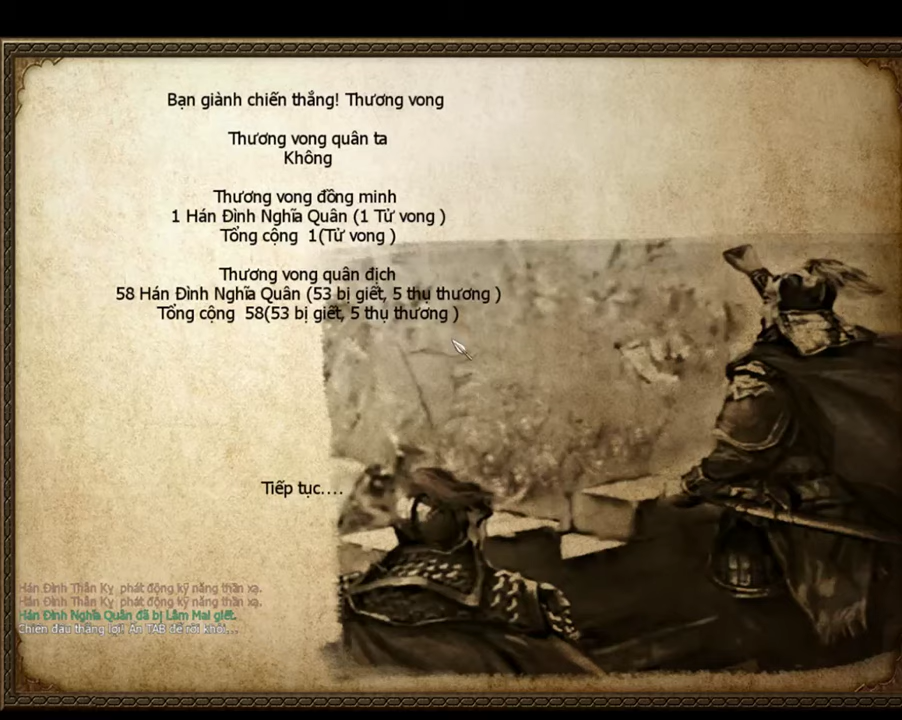 Bạn giành chiến thắng! Thương vong
Thương vong quân ta
Không
Thương vong đồng minh
1 Hán Đình Nghĩa Quân (1 Tử vong )
Tổng cộng 1(Tử vong )
Thương vong quân địch
58 Hán Đình Nghĩa Quân (53 bị giết, 5 thụ thương )
Tổng cộng 58(53 bị giết, 5 thụ thương )
Tiếp tục....
Hán Đình Thần Kỵ phát động kỹ năng thần xạ.
Hán Đình Thần Kỵ phát động kỹ năng thần xạ.
Hán Đình Nghĩa Quân đã bị Lâm Mai giết.
Chiến đấu thắng lợi! Ấn TAB để rời khỏi...